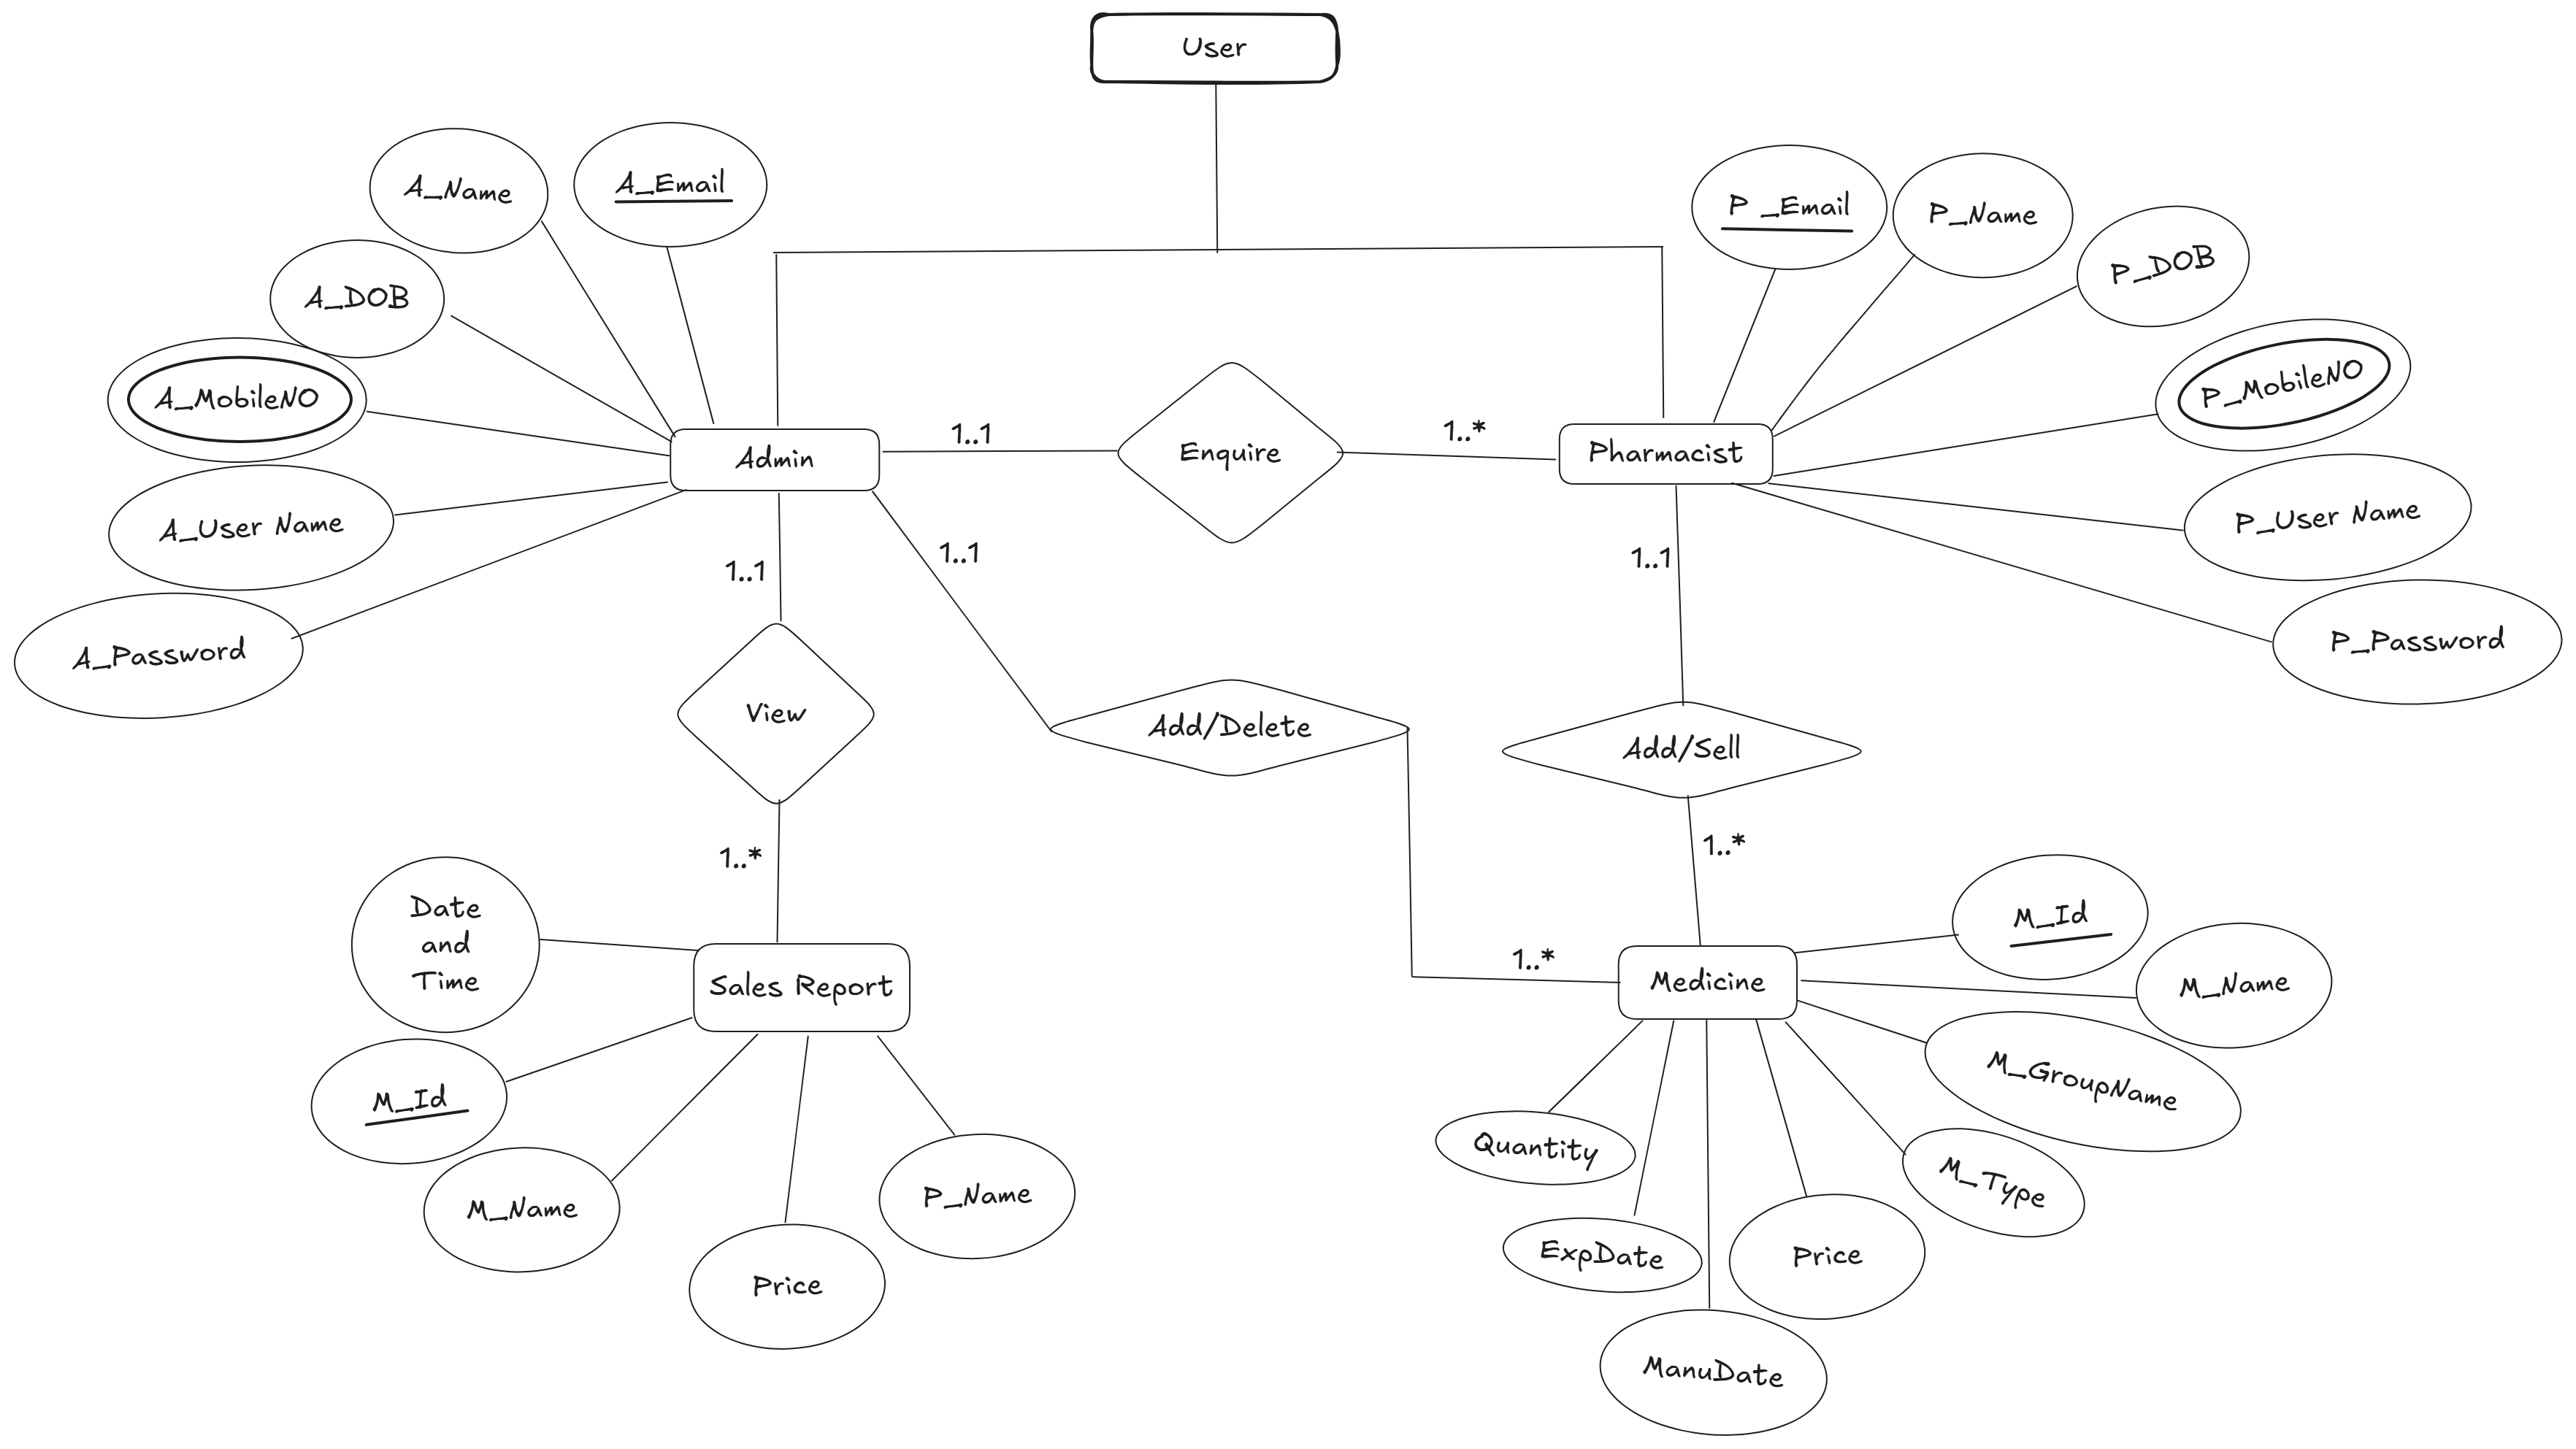 User
A_Name
A_Email
A_DOB
A_MobileNO
A_User Name
A_Password
P _Email
P_Name
P_DOB
P_MobileNO
P_User Name
P_Password
Admin
1..1
Enquire
1..*
Pharmacist
1..1
1..1
1..1
View
Add/Delete
Add/Sell
1..*
1..*
1..*
Date
and
Time
Sales Report
M_Id
M_Name
Price
P_Name
Medicine
M_Id
M_Name
M_GroupName
M_Type
Quantity
ExpDate
Price
ManuDate